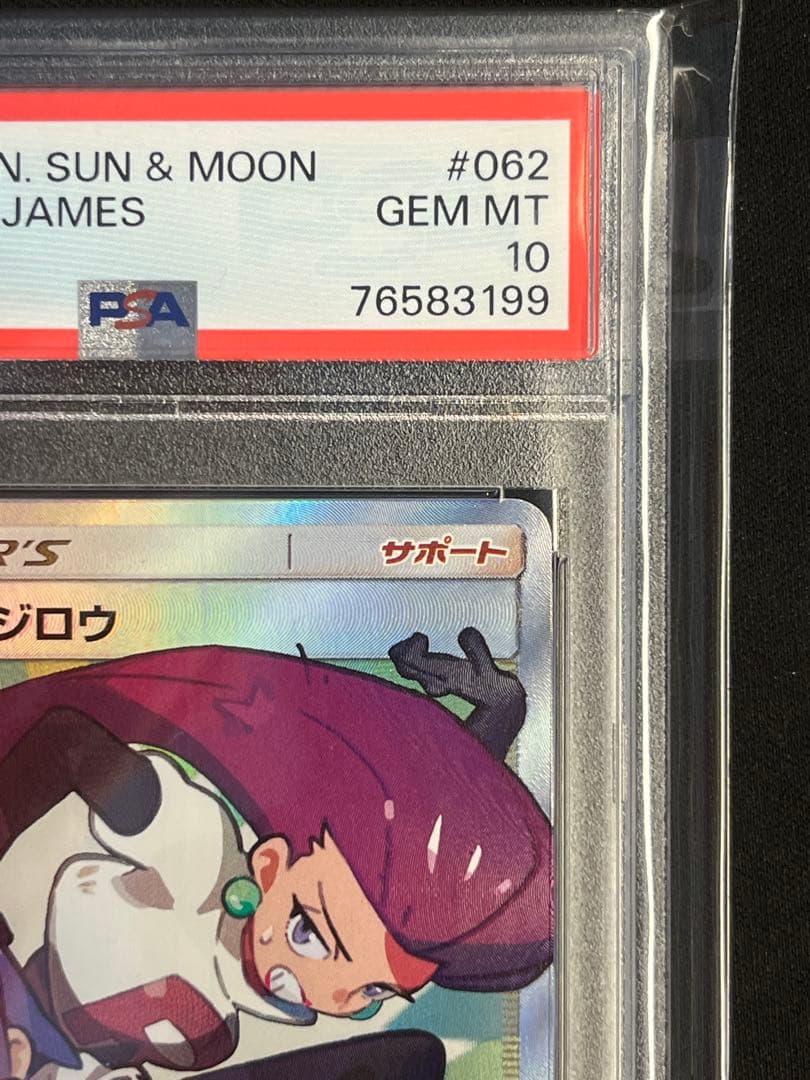 N. SUN & MOON #062
JAMES GEM MT
10
PSA 76583199
R'S サポート
ジロウ